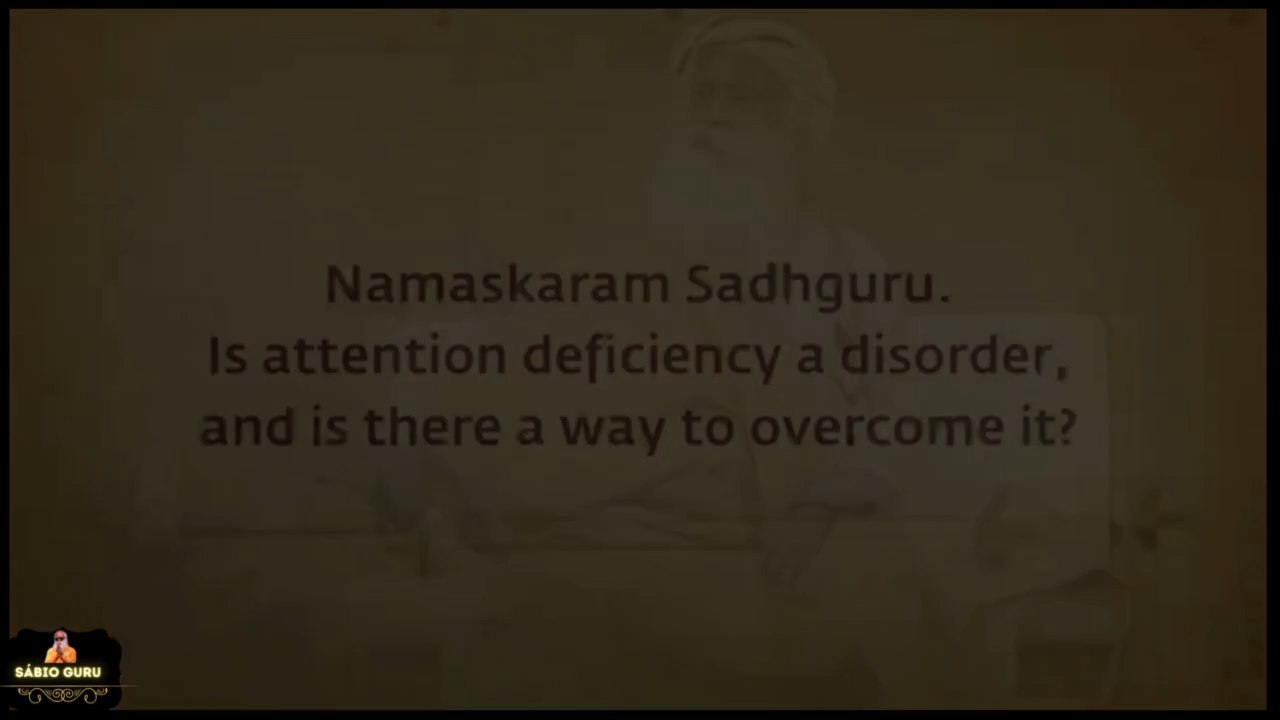 Namaskaram Sadhguru.
Is attention deficiency a disorder,
and is there a way to overcome it?
SÁBIO GURU